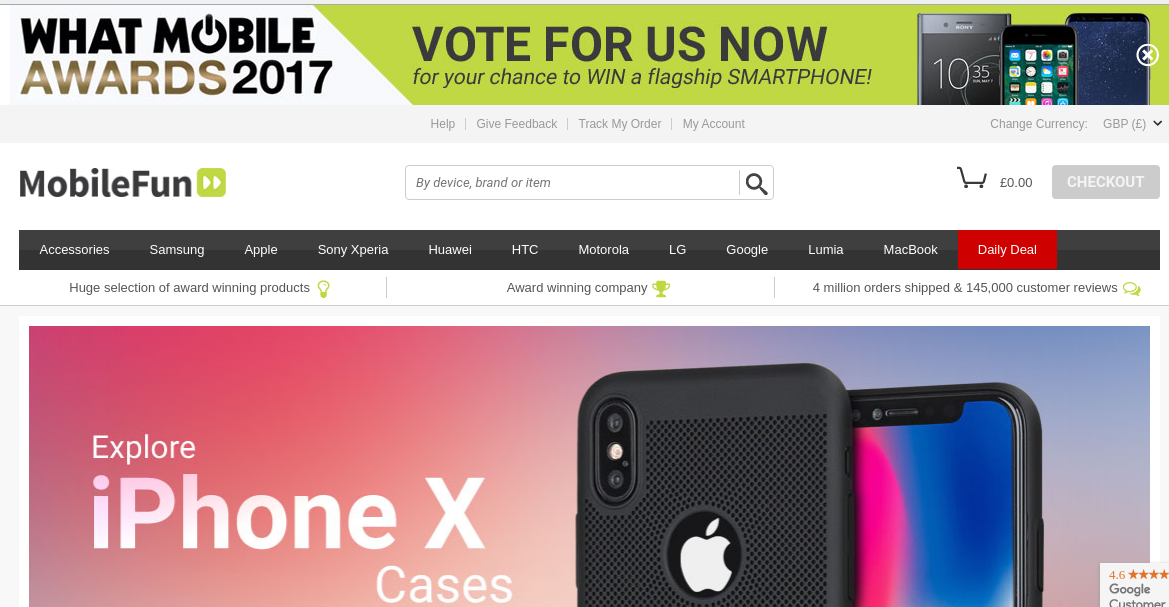 WHAT MOBILE
AWARDS 2017
VOTE FOR US NOW
for your chance to WIN a flagship SMARTPHONE!
SONY
10 35
Help Give Feedback Track My Order My Account
Change Currency: GBP (£)
MobileFun
By device, brand or item
£0.00
CHECKOUT
Accessories Samsung Apple Sony Xperia Huawei HTC Motorola LG Google Lumia MacBook Daily Deal
Huge selection of award winning products
Award winning company
4 million orders shipped & 145,000 customer reviews
Explore
iPhone X
Cases
4.6
Google
Customer